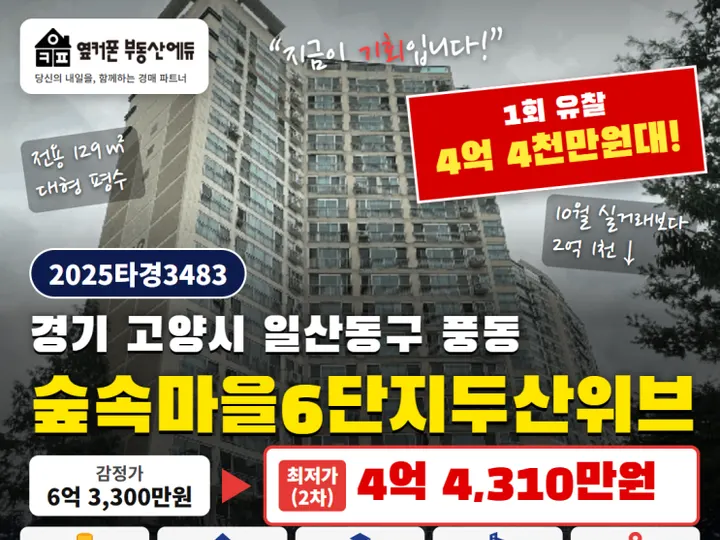 옆커폰 부동산에듀
당신의 내일을, 함께하는 경매 파트너
“지금이 기회입니다!”
1회 유찰
4억 4천만원대!
전용 129㎡
대형 평수
10월 실거래보다
2억 1천↓
2025타경3483
경기 고양시 일산동구 풍동
숲속마을6단지두산위브
감정가
6억 3,300만원
최저가
(2차)
4억 4,310만원